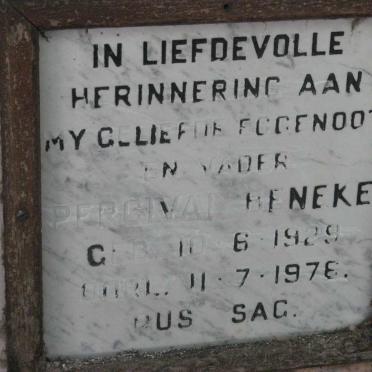 IN LIEFDEVOLLE
HERINNERING AAN
MY GELIEFDE EGGENOOT
EN VADER
PERCIVAL V BENEKE
GEB. 10·6·1929
OORL. 11·7·1976.
RUS SAG.